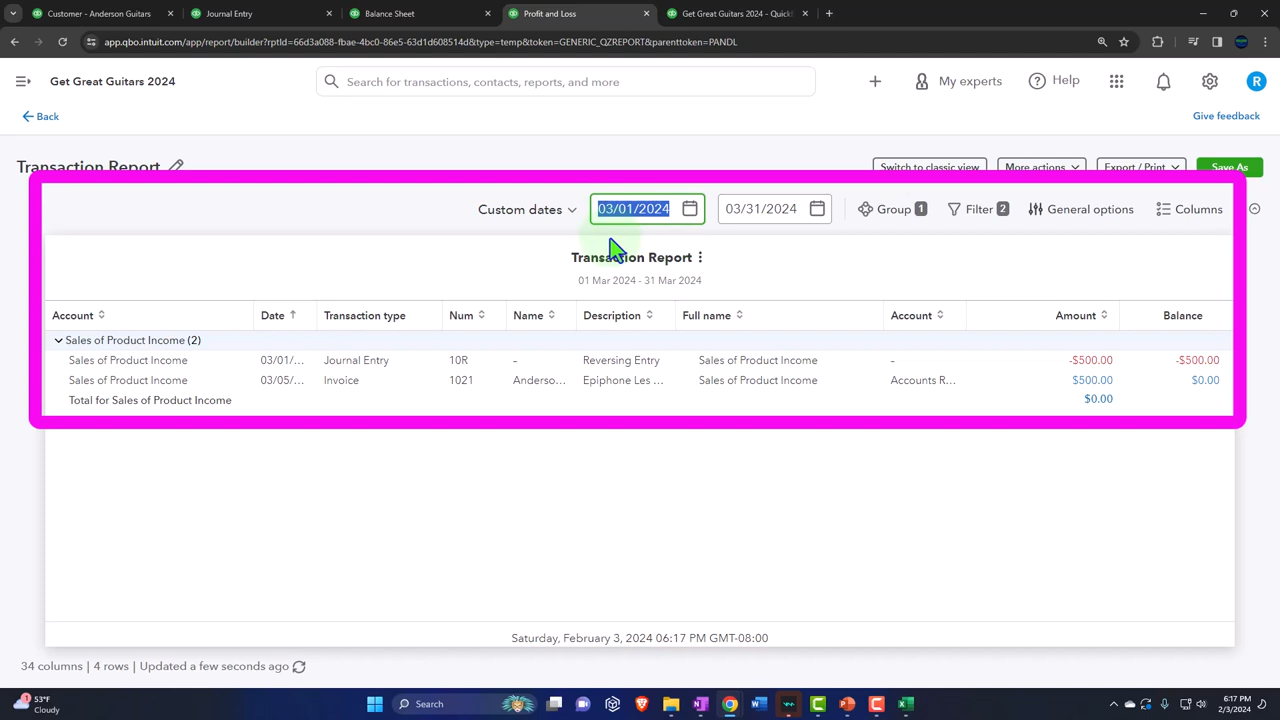 Customer - Anderson Guitars
Journal Entry
Balance Sheet
Profit and Loss
Get Great Guitars 2024 - Quick
app.qbo.intuit.com/app/report/builder?rptId=66d3a088-fbae-4bc0-86e5-63d1d608514d&type=temp&token=GENERIC_QZREPORT&parenttoken=PANDL
Get Great Guitars 2024
Search for transactions, contacts, reports, and more
My experts
Help
R
Back
Give feedback
Transaction Report
Switch to classic view
More actions
Export / Print
Save As
Custom dates
03/01/2024
03/31/2024
Group 1
Filter 2
General options
Columns
Transaction Report
01 Mar 2024 - 31 Mar 2024
Account Date Transaction type Num Name Description Full name Account Amount Balance
Sales of Product Income (2)
Sales of Product Income 03/01/... Journal Entry 10R – Reversing Entry Sales of Product Income – -$500.00 -$500.00
Sales of Product Income 03/05/... Invoice 1021 Anderso... Epiphone Les ... Sales of Product Income Accounts R... $500.00 $0.00
Total for Sales of Product Income $0.00
Saturday, February 3, 2024 06:17 PM GMT-08:00
34 columns | 4 rows | Updated a few seconds ago
53°F
Cloudy
Search
6:17 PM
2/3/2024